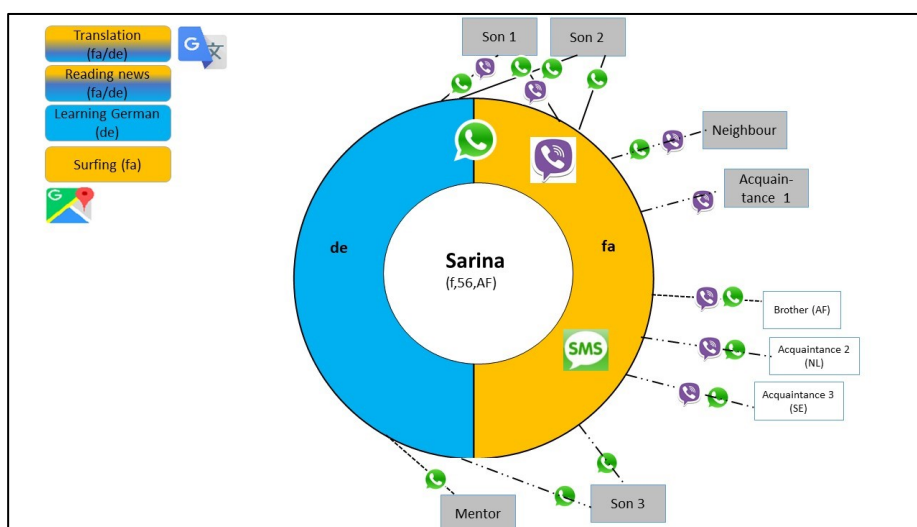 Translation
(fa/de)
G 文
Reading news
(fa/de)
Learning German
(de)
Surfing (fa)
G
Son 1
Son 2
Neighbour
Acquain-
tance 1
de
fa
Sarina
(f,56,AF)
SMS
Brother (AF)
Acquaintance 2
(NL)
Acquaintance 3
(SE)
Mentor
Son 3